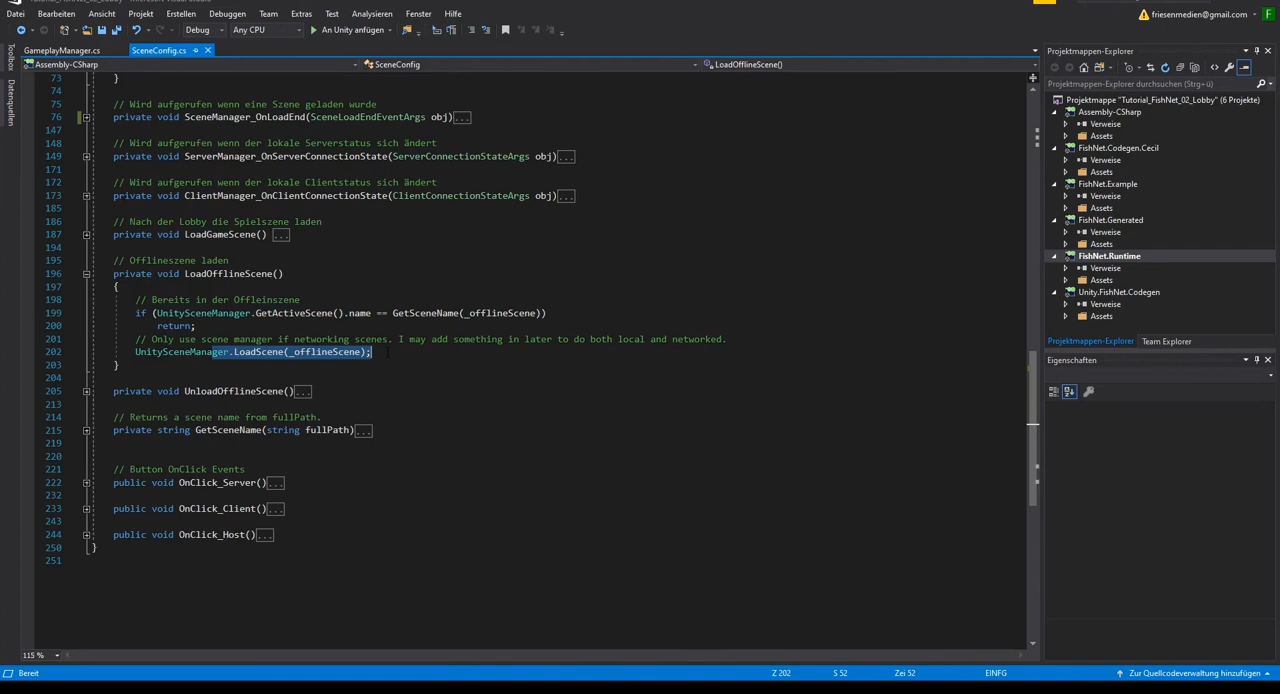 Datei Bearbeiten Ansicht Projekt Erstellen Debuggen Team Extras Test Analysieren Fenster Hilfe
friesenmedien@gmail.com F
Debug Any CPU An Unity anfügen
GameplayManager.cs SceneConfig.cs
Assembly-CSharp SceneConfig LoadOfflineScene()
Toolbox
Datenquellen
73 }
74
75 // Wird aufgerufen wenn eine Szene geladen wurde
76 private void SceneManager_OnLoadEnd(SceneLoadEndEventArgs obj)...
147
148 // Wird aufgerufen wenn der lokale Serverstatus sich ändert
149 private void ServerManager_OnServerConnectionState(ServerConnectionStateArgs obj)...
171
172 // Wird aufgerufen wenn der lokale Clientstatus sich ändert
173 private void ClientManager_OnClientConnectionState(ClientConnectionStateArgs obj)...
185
186 // Nach der Lobby die Spielszene laden
187 private void LoadGameScene() ...
194
195 // Offlineszene laden
196 private void LoadOfflineScene()
197 {
198 // Bereits in der Offleinszene
199 if (UnitySceneManager.GetActiveScene().name == GetSceneName(_offlineScene))
200 return;
201 // Only use scene manager if networking scenes. I may add something in later to do both local and networked.
202 UnitySceneManager.LoadScene(_offlineScene);
203 }
204
205 private void UnloadOfflineScene()...
213
214 // Returns a scene name from fullPath.
215 private string GetSceneName(string fullPath)...
219
220
221 // Button OnClick Events
222 public void OnClick_Server()...
232
233 public void OnClick_Client()...
243
244 public void OnClick_Host()...
250 }
251
115 %
Projektmappen-Explorer
Projektmappen-Explorer durchsuchen (Strg+ü)
Projektmappe "Tutorial_FishNet_02_Lobby" (6 Projekte)
Assembly-CSharp
Verweise
Assets
FishNet.Codegen.Cecil
Verweise
Assets
FishNet.Example
Verweise
Assets
FishNet.Generated
Verweise
Assets
FishNet.Runtime
Verweise
Assets
Unity.FishNet.Codegen
Verweise
Assets
Projektmappen-Explorer Team Explorer
Eigenschaften
Bereit Z 202 S 52 Zei 52 EINFG Zur Quellcodeverwaltung hinzufügen